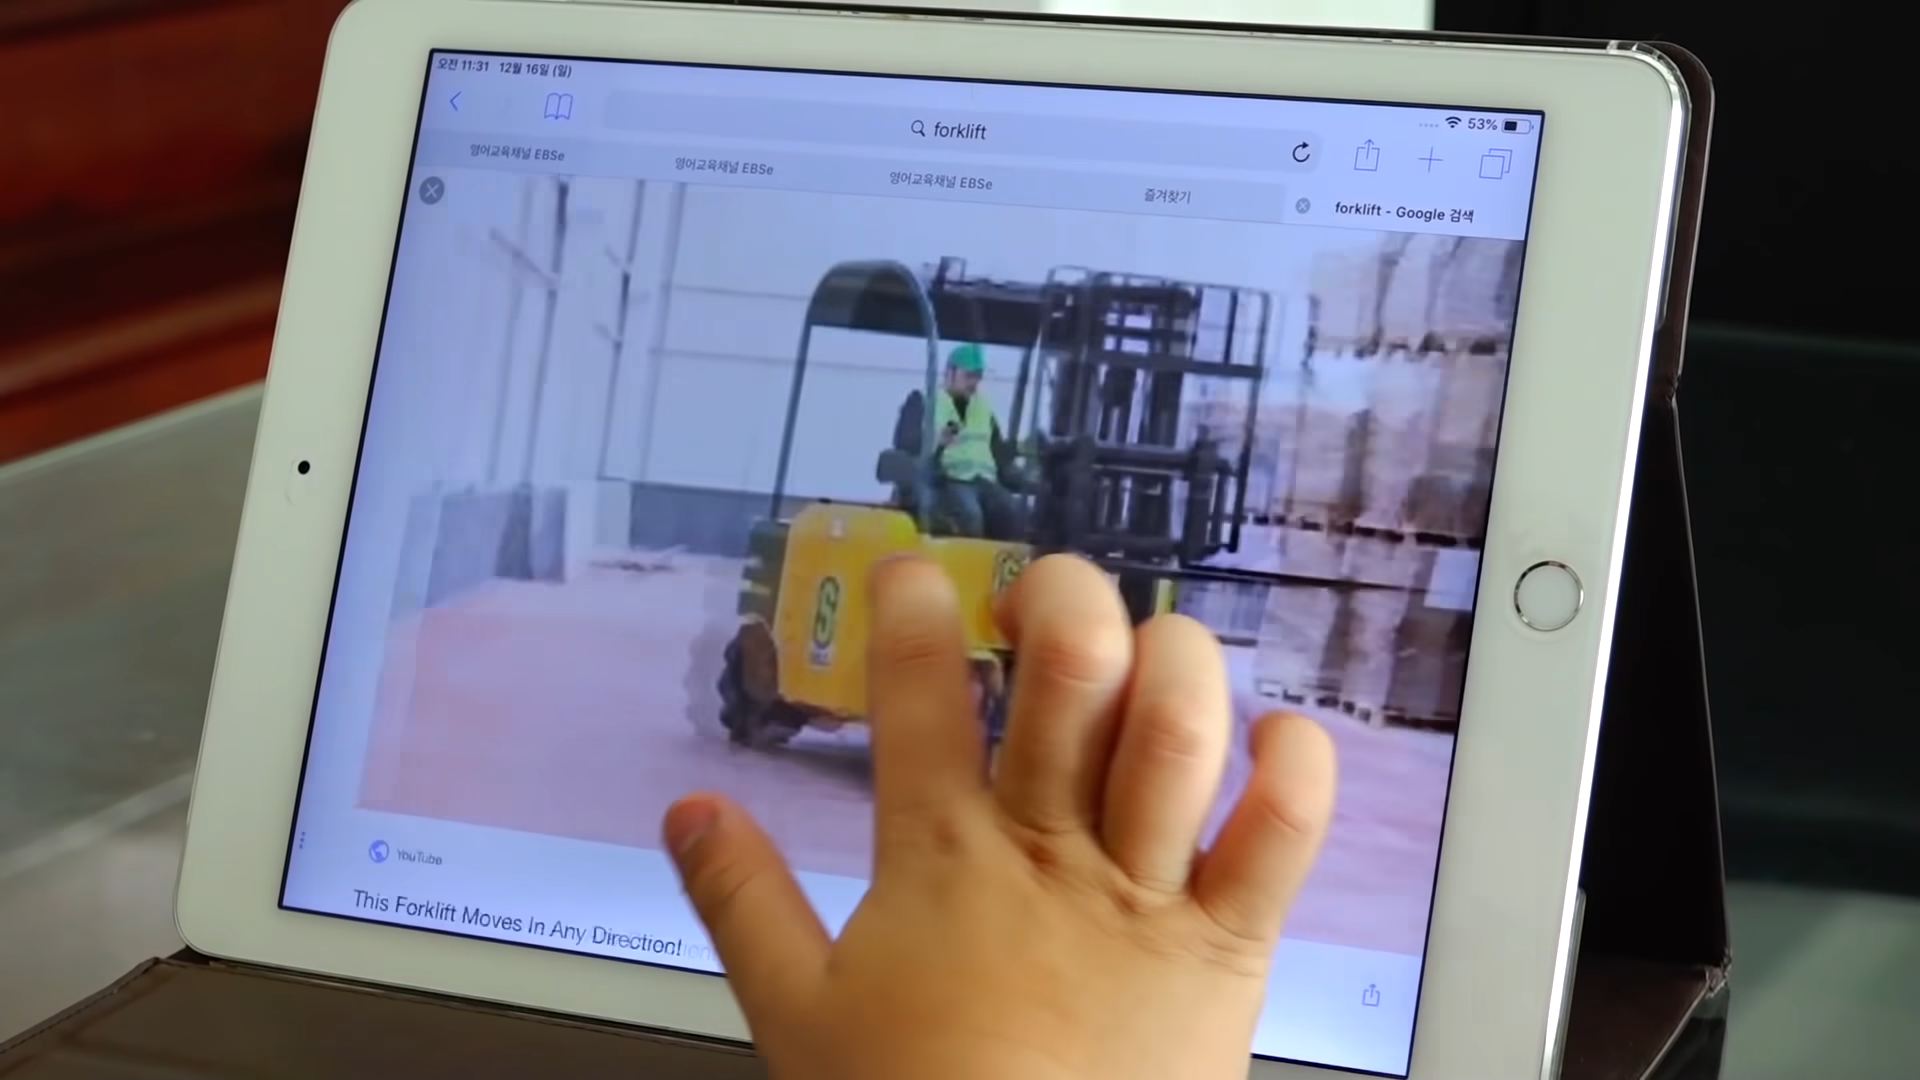 오전 11:31 12월 16일 (일)
53%
forklift
영어교육채널 EBSe
영어교육채널 EBSe
영어교육채널 EBSe
즐겨찾기
forklift - Google 검색
S
YouTube
This Forklift Moves In Any Direction!